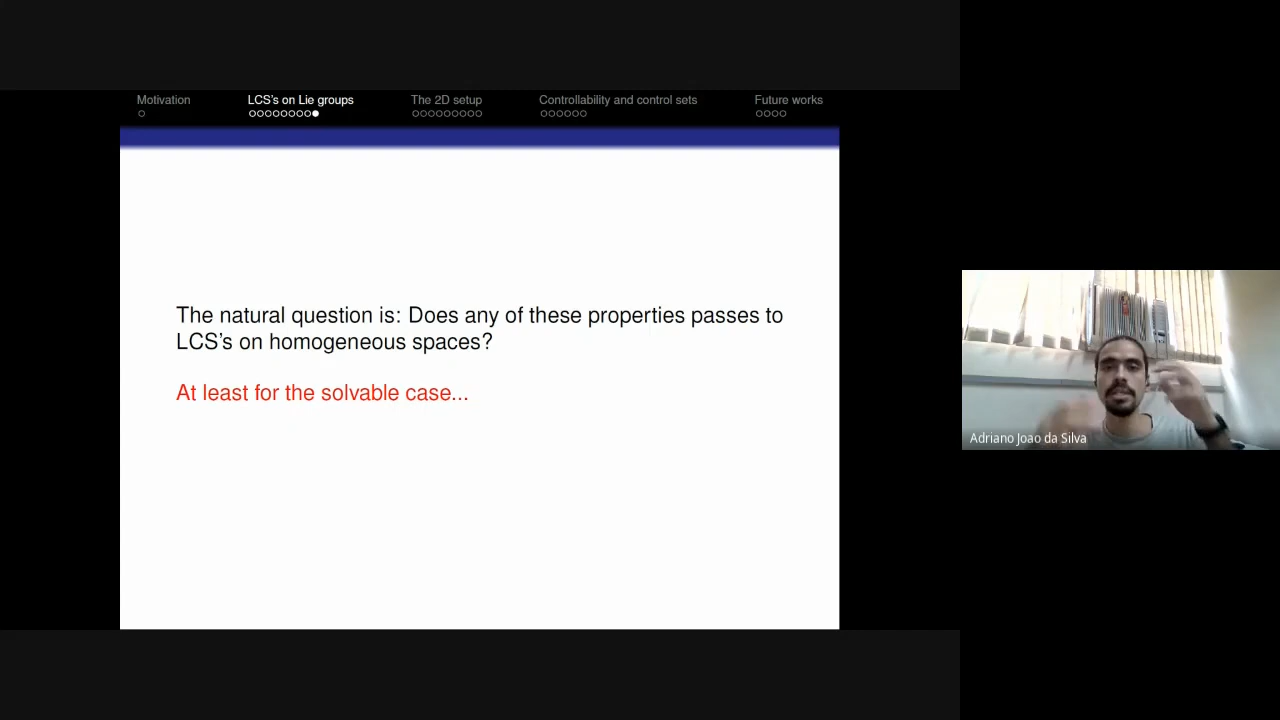 Motivation
LCS's on Lie groups
The 2D setup
Controllability and control sets
Future works
The natural question is: Does any of these properties passes to
LCS's on homogeneous spaces?
At least for the solvable case...
Adriano Joao da Silva